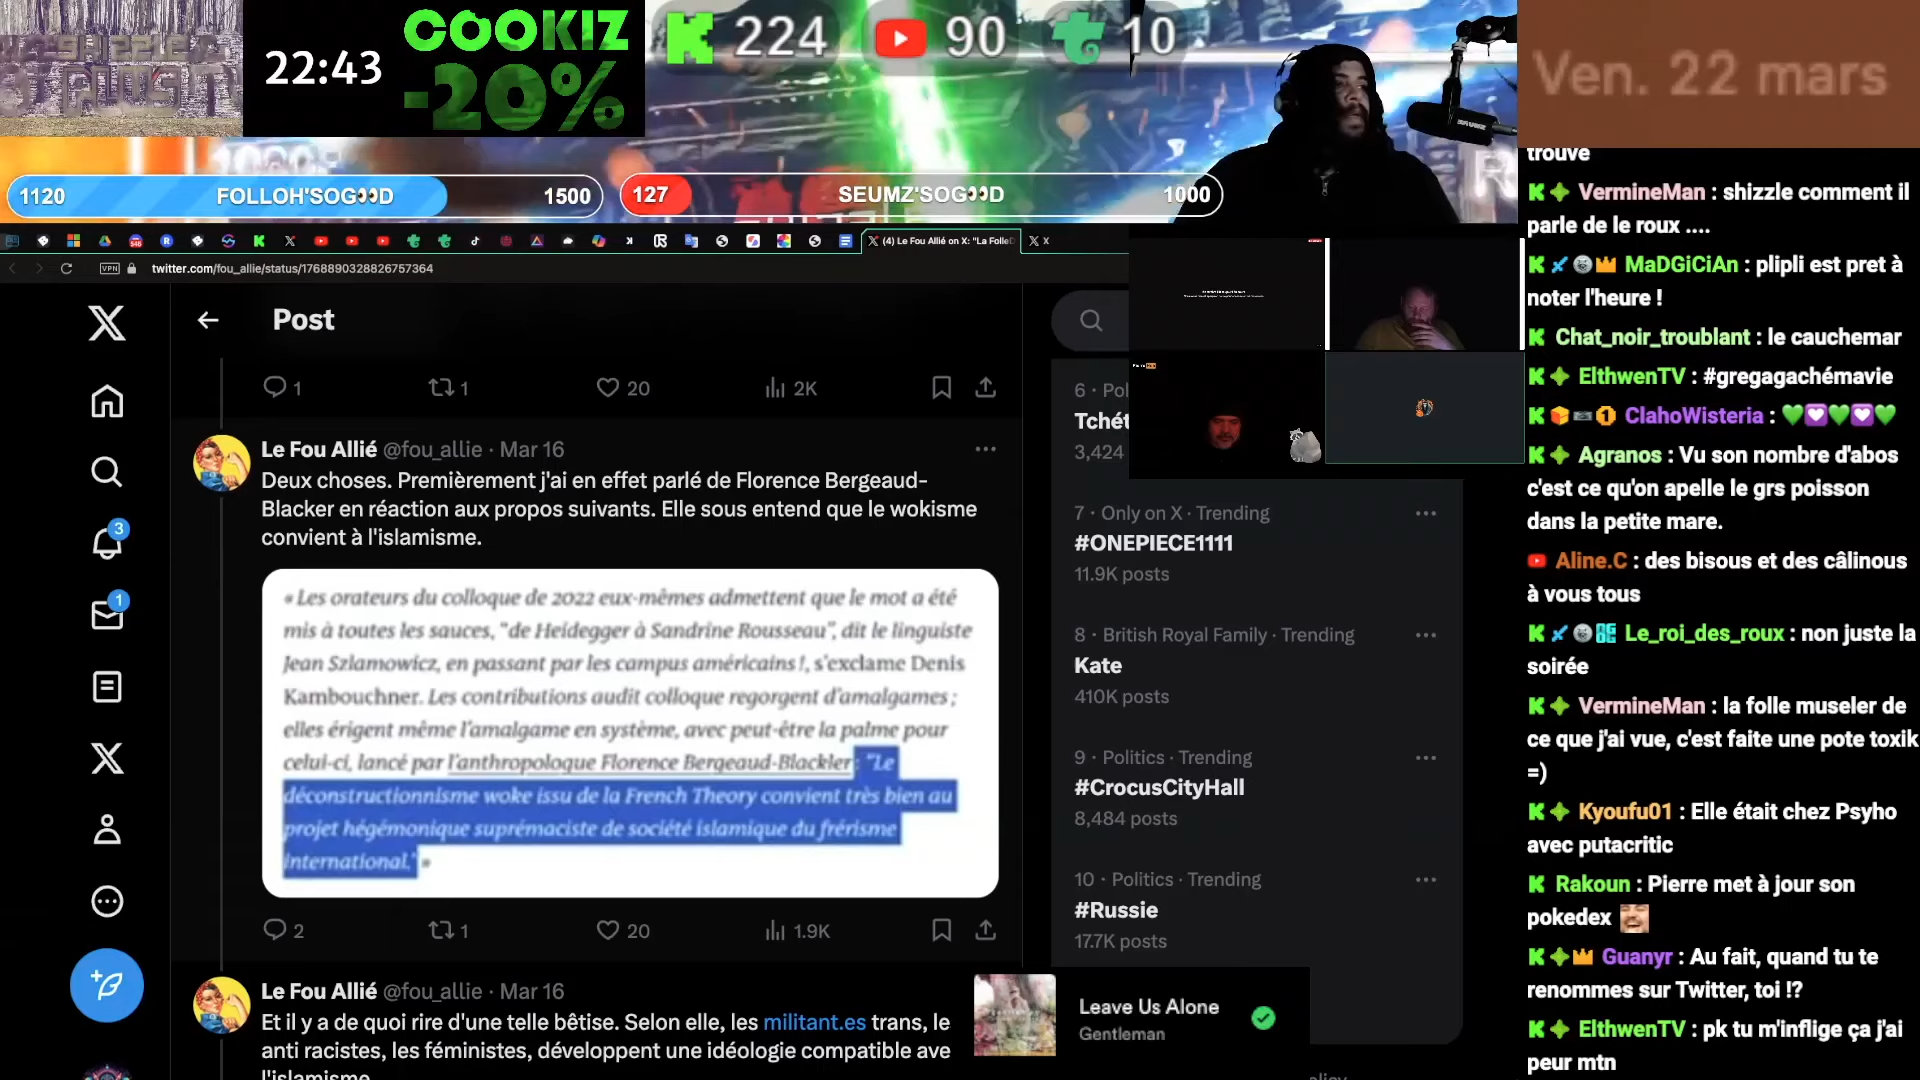 22:43
COOKIZ
-20%
224
90
10
Ven. 22 mars
1120
FOLLOH'SOG👀D
1500
127
SEUMZ'SOG👀D
1000
(4) Le Fou Allié on X: "La FolleD
X
VPN
twitter.com/fou_allie/status/1768890328826757364
Post
1
1
20
2K
Le Fou Allié @fou_allie · Mar 16
Deux choses. Premièrement j'ai en effet parlé de Florence Bergeaud-
Blacker en réaction aux propos suivants. Elle sous entend que le wokisme
convient à l'islamisme.
« Les orateurs du colloque de 2022 eux-mêmes admettent que le mot a été
mis à toutes les sauces, "de Heidegger à Sandrine Rousseau", dit le linguiste
Jean Szlamowicz, en passant par les campus américains !, s'exclame Denis
Kambouchner. Les contributions audit colloque regorgent d'amalgames ;
elles érigent même l'amalgame en système, avec peut-être la palme pour
celui-ci, lancé par l'anthropologue Florence Bergeaud-Blackler : "Le
déconstructionnisme woke issu de la French Theory convient très bien au
projet hégémonique suprémaciste de société islamique du frérisme
international." »
2
1
20
1.9K
Le Fou Allié @fou_allie · Mar 16
Et il y a de quoi rire d'une telle bêtise. Selon elle, les militant.es trans, le
anti racistes, les féministes, développent une idéologie compatible ave
l'islamisme
3
1
6 · Pol
Tchét
3,424
7 · Only on X · Trending
#ONEPIECE1111
11.9K posts
8 · British Royal Family · Trending
Kate
410K posts
9 · Politics · Trending
#CrocusCityHall
8,484 posts
10 · Politics · Trending
#Russie
17.7K posts
Leave Us Alone
Gentleman
trouve
VermineMan : shizzle comment il
parle de le roux ....
MaDGiCiAn : plipli est pret à
noter l'heure !
Chat_noir_troublant : le cauchemar
ElthwenTV : #gregagachémavie
ClahoWisteria : 💚💟💚💟💚
Agranos : Vu son nombre d'abos
c'est ce qu'on apelle le grs poisson
dans la petite mare.
Aline.C : des bisous et des câlinous
à vous tous
Le_roi_des_roux : non juste la
soirée
VermineMan : la folle museler de
ce que j'ai vue, c'est faite une pote toxik
=)
Kyoufu01 : Elle était chez Psyho
avec putacritic
Rakoun : Pierre met à jour son
pokedex
Guanyr : Au fait, quand tu te
renommes sur Twitter, toi !?
ElthwenTV : pk tu m'inflige ça j'ai
peur mtn